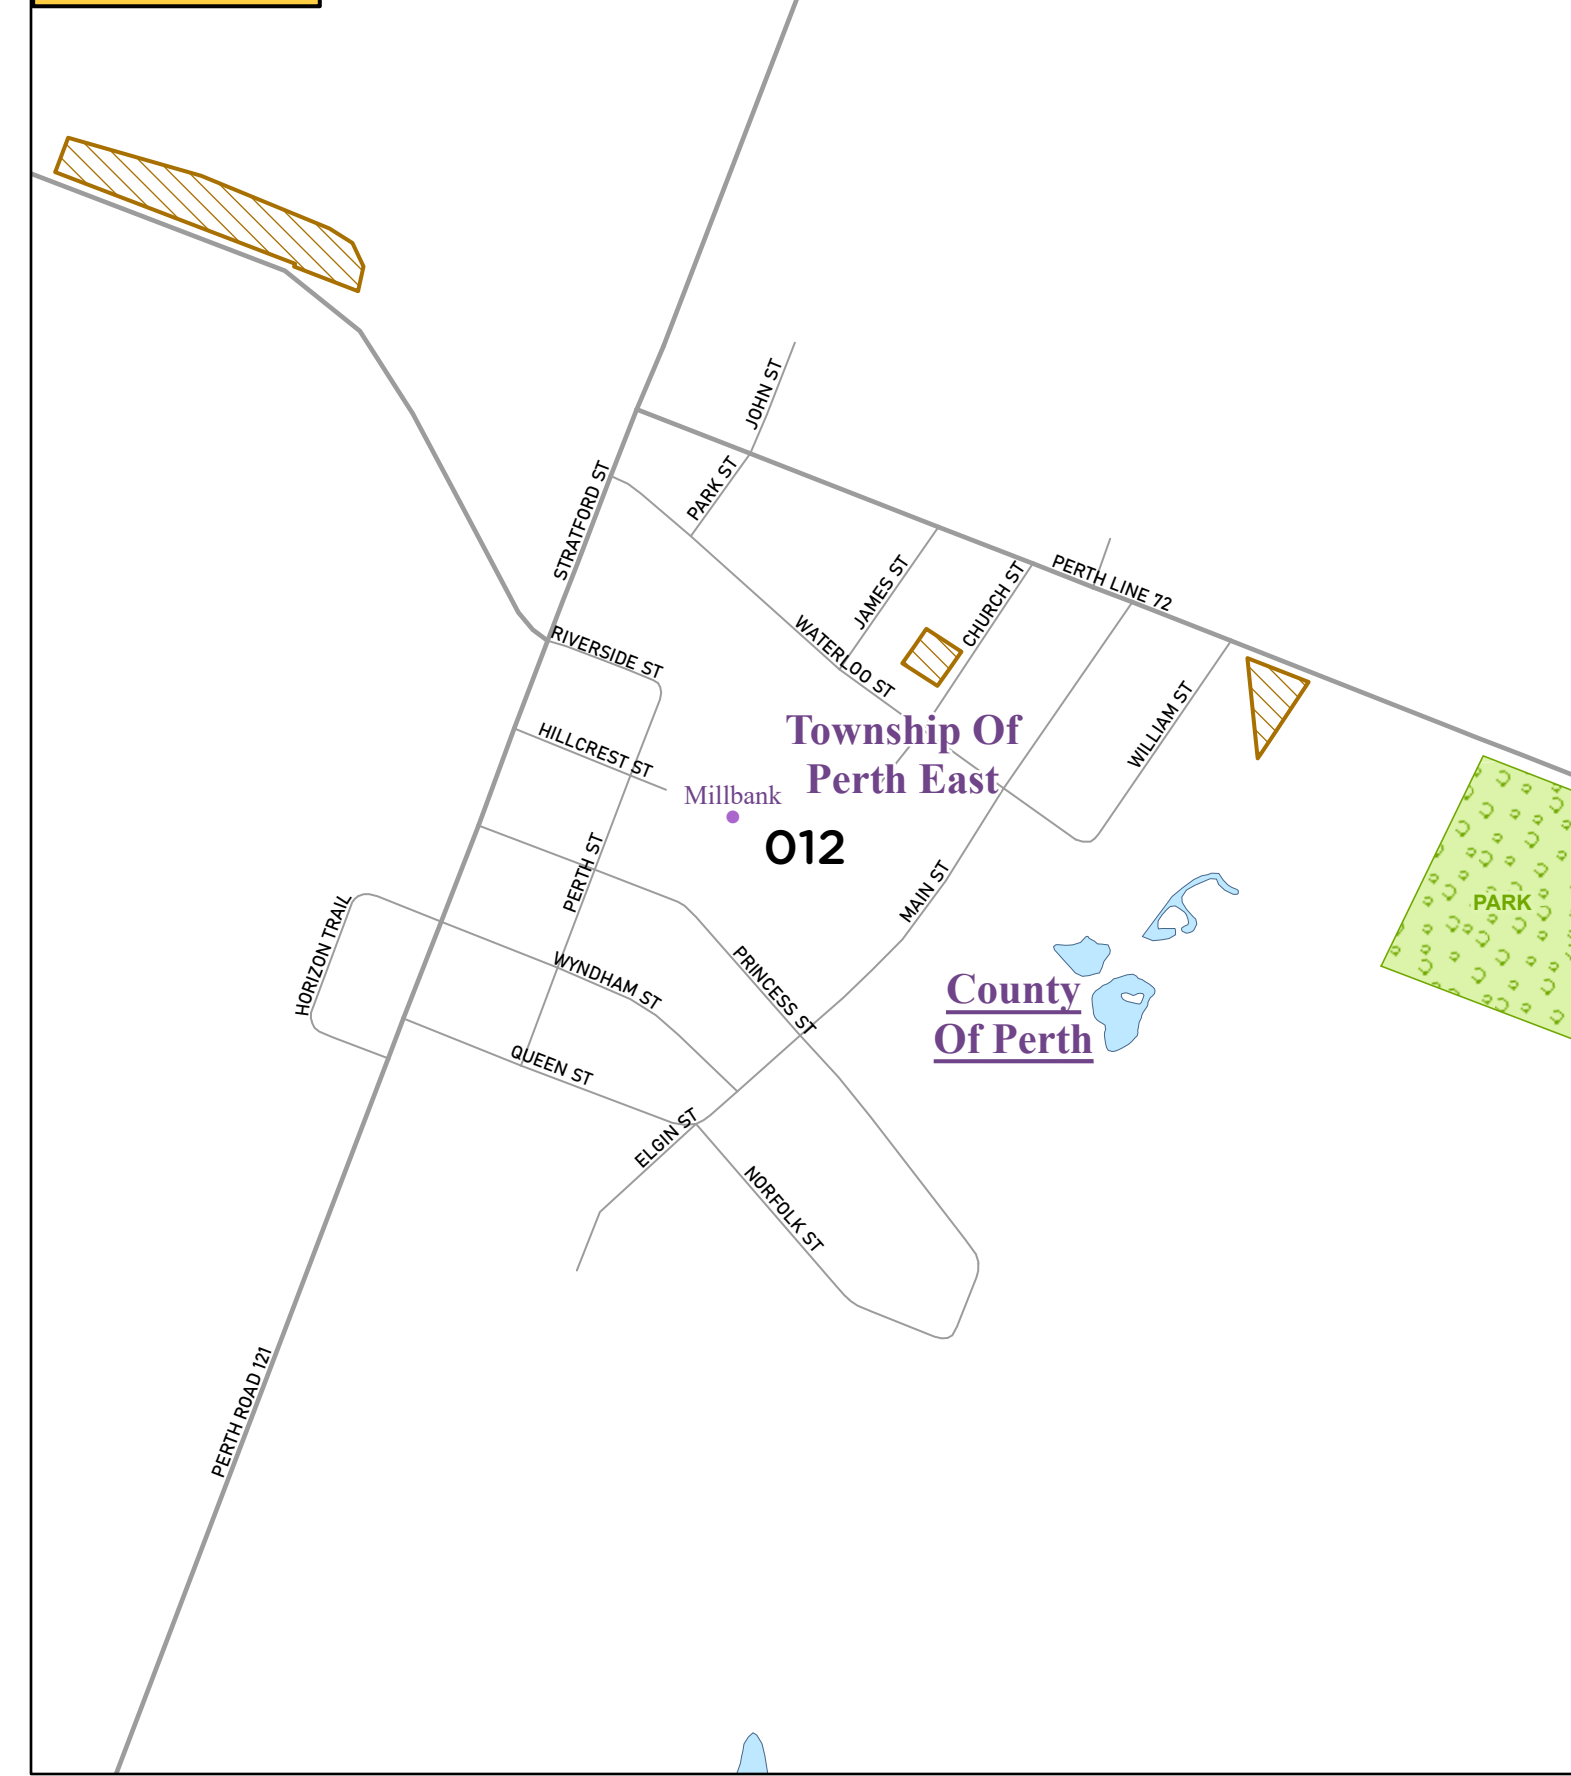 JOHN ST
PARK ST
STRATFORD ST
JAMES ST
CHURCH ST
PERTH LINE 72
WATERLOO ST
RIVERSIDE ST
WILLIAM ST
HILLCREST ST
Township Of
Perth East
Millbank
012
PERTH ST
MAIN ST
PARK
HORIZON TRAIL
WYNDHAM ST
PRINCESS ST
County
Of Perth
QUEEN ST
ELGIN ST
NORFOLK ST
PERTH ROAD 121